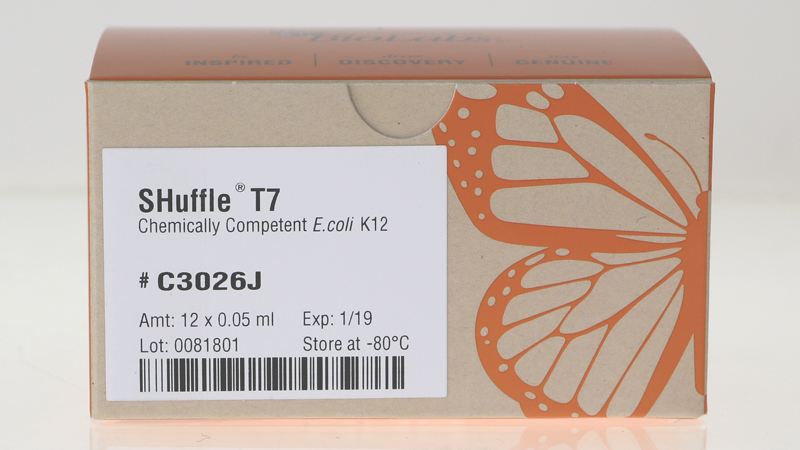 BioLabs
INSPIRED | DISCOVERY | GENUINE
SHuffle® T7
Chemically Competent E.coli K12
# C3026J
Amt: 12 x 0.05 ml Exp: 1/19
Lot: 0081801 Store at -80°C